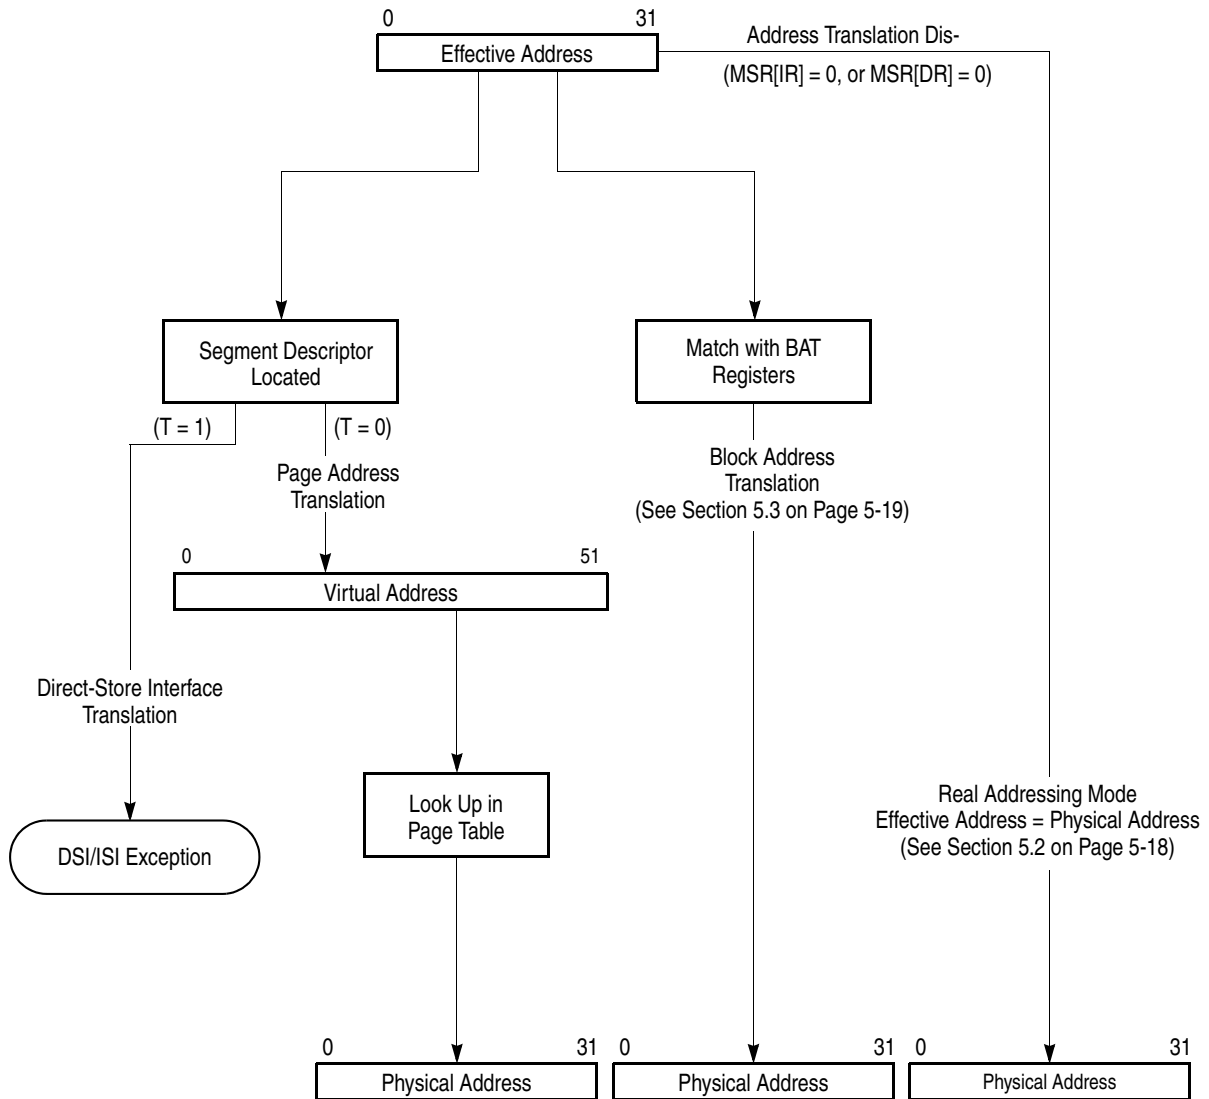 0 31
Effective Address
Address Translation Dis-
(MSR[IR] = 0, or MSR[DR] = 0)
Segment Descriptor
Located
Match with BAT
Registers
(T = 1)
(T = 0)
Page Address
Translation
Block Address
Translation
(See Section 5.3 on Page 5-19)
0 51
Virtual Address
Direct-Store Interface
Translation
DSI/ISI Exception
Look Up in
Page Table
Real Addressing Mode
Effective Address = Physical Address
(See Section 5.2 on Page 5-18)
0 31
Physical Address
0 31
Physical Address
0 31
Physical Address